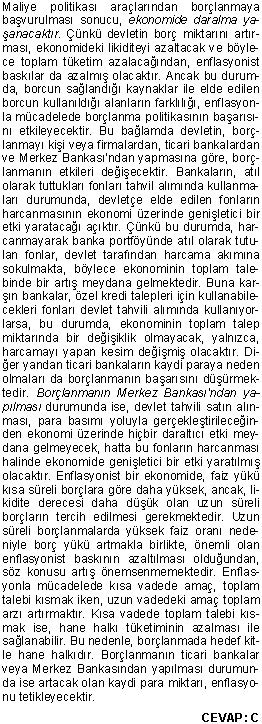 Maliye politikası araçlarından borçlanmaya
başvurulması sonucu, ekonomide daralma ya-
şanacaktır. Çünkü devletin borç miktarını artır-
ması, ekonomideki likiditeyi azaltacak ve böyle-
ce toplam tüketim azalacağından, enflasyonist
baskılar da azalmış olacaktır. Ancak bu durum-
da, borcun sağlandığı kaynaklar ile elde edilen
borcun kullanıldığı alanların farklılığı, enflasyon-
la mücadelede borçlanma politikasının başarısı-
nı etkileyecektir. Bu bağlamda devletin, borç-
lanmayı kişi veya firmalardan, ticari bankalardan
ve Merkez Bankası'ndan yapmasına göre, borç-
lanmanın etkileri değişecektir. Bankaların, atıl
olarak tuttukları fonları tahvil alımında kullanma-
ları durumunda, devletçe elde edilen fonların
harcanmasının ekonomi üzerinde genişletici bir
etki yaratacağı açıktır. Çünkü bu durumda, har-
canmayarak banka portföyünde atıl olarak tutu-
lan fonlar, devlet tarafından harcama akımına
sokulmakta, böylece ekonominin toplam tale-
binde bir artış meydana gelmektedir. Buna kar-
şın bankalar, özel kredi talepleri için kullanabile-
cekleri fonları devlet tahvili alımında kullanıyor-
larsa, bu durumda, ekonominin toplam talep
miktarında bir değişiklik olmayacak, yalnızca,
harcamayı yapan kesim değişmiş olacaktır. Di-
ğer yandan ticari bankaların kaydi paraya neden
olmaları da borçlanmanın başarısını düşürmek-
tedir. Borçlanmanın Merkez Bankası'ndan ya-
pılması durumunda ise, devlet tahvili satın alın-
ması, para basımı yoluyla gerçekleştirileceğin-
den ekonomi üzerinde hiçbir daraltıcı etki mey-
dana gelmeyecek, hatta bu fonların harcanması
halinde ekonomide genişletici bir etki yaratılmış
olacaktır. Enflasyonist bir ekonomide, faiz yükü
kısa süreli borçlara göre daha yüksek, ancak, li-
kidite derecesi daha düşük olan uzun süreli
borçların tercih edilmesi gerekmektedir. Uzun
süreli borçlanmalarda yüksek faiz oranı nede-
niyle borç yükü artmakla birlikte, önemli olan
enflasyonist baskının azaltılması olduğundan,
söz konusu artış önemsenmemektedir. Enflas-
yonla mücadelede kısa vadede amaç, toplam
talebi kısmak iken, uzun vadedeki amaç toplam
arzı artırmaktır. Kısa vadede toplam talebi kıs-
mak ise, hane halkı tüketiminin azalması ile
sağlanabilir. Bu nedenle, borçlanmada hedef kit-
le hane halkıdır. Borçlanmanın ticari bankalar
veya Merkez Bankasından yapılması durumun-
da ise artacak olan kaydi para miktarı, enflasyo-
nu tetikleyecektir.
CEVAP: C